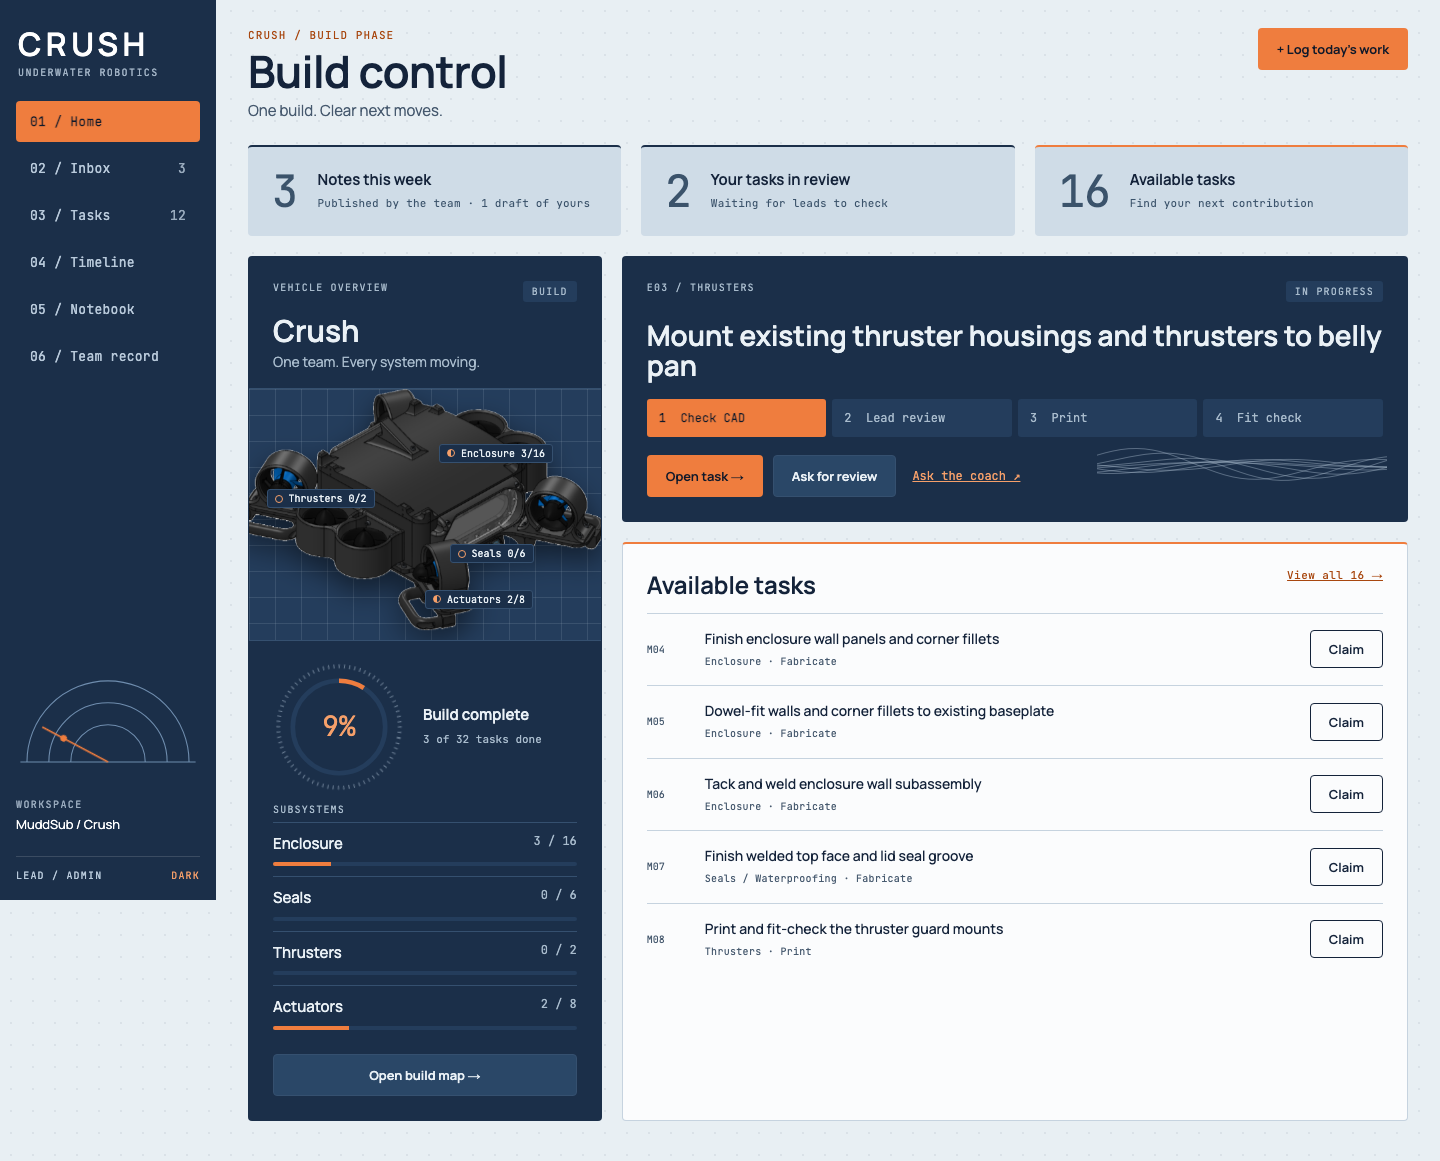 CRUSH
UNDERWATER ROBOTICS
01 / Home
02 / Inbox 3
03 / Tasks 12
04 / Timeline
05 / Notebook
06 / Team record
WORKSPACE
MuddSub / Crush
LEAD / ADMIN DARK
CRUSH / BUILD PHASE
Build control
One build. Clear next moves.
+ Log today's work
3 Notes this week
Published by the team · 1 draft of yours
2 Your tasks in review
Waiting for leads to check
16 Available tasks
Find your next contribution
VEHICLE OVERVIEW BUILD
Crush
One team. Every system moving.
Enclosure 3/16
Thrusters 0/2
Seals 0/6
Actuators 2/8
9%
Build complete
3 of 32 tasks done
SUBSYSTEMS
Enclosure 3 / 16
Seals 0 / 6
Thrusters 0 / 2
Actuators 2 / 8
Open build map →
E03 / THRUSTERS IN PROGRESS
Mount existing thruster housings and thrusters to belly
pan
1 Check CAD 2 Lead review 3 Print 4 Fit check
Open task → Ask for review Ask the coach ↗
Available tasks View all 16 →
M04 Finish enclosure wall panels and corner fillets Claim
Enclosure · Fabricate
M05 Dowel-fit walls and corner fillets to existing baseplate Claim
Enclosure · Fabricate
M06 Tack and weld enclosure wall subassembly Claim
Enclosure · Fabricate
M07 Finish welded top face and lid seal groove Claim
Seals / Waterproofing · Fabricate
M08 Print and fit-check the thruster guard mounts Claim
Thrusters · Print